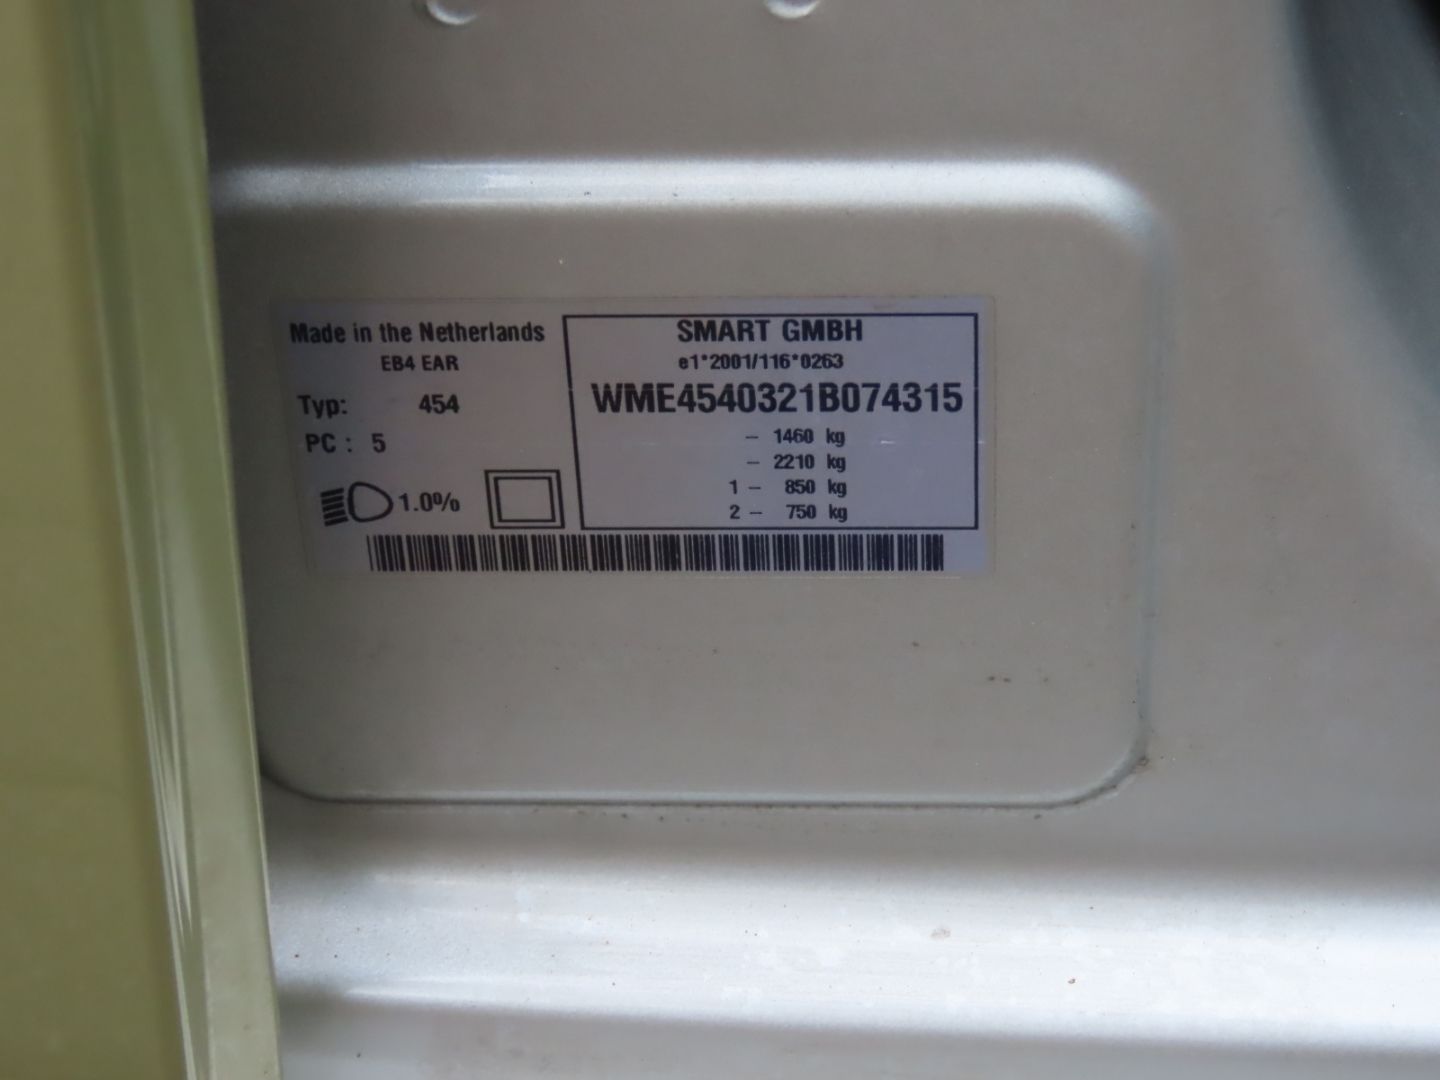 Made in the Netherlands
EB4 EAR
Typ: 454
PC : 5
1.0%
SMART GMBH
e1*2001/116*0263
WME4540321B074315
– 1460 kg
– 2210 kg
1 – 850 kg
2 – 750 kg